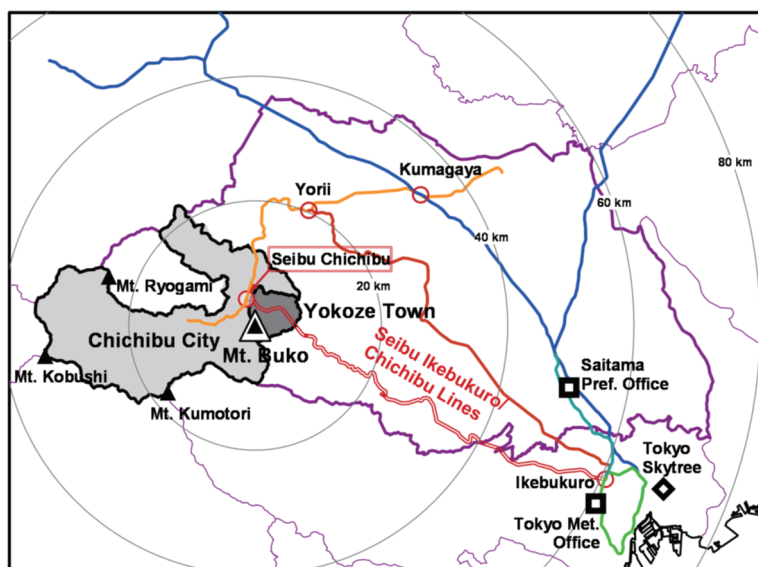 80 km
Kumagaya
Yorii
60 km
40 km
Seibu Chichibu
20 km
Mt. Ryogami
Yokoze Town
Chichibu City
Mt. Buko
Seibu Ikebukuro/
Chichibu Lines
Mt. Kobushi
Saitama
Pref. Office
Mt. Kumotori
Tokyo
Skytree
Ikebukuro
Tokyo Met.
Office